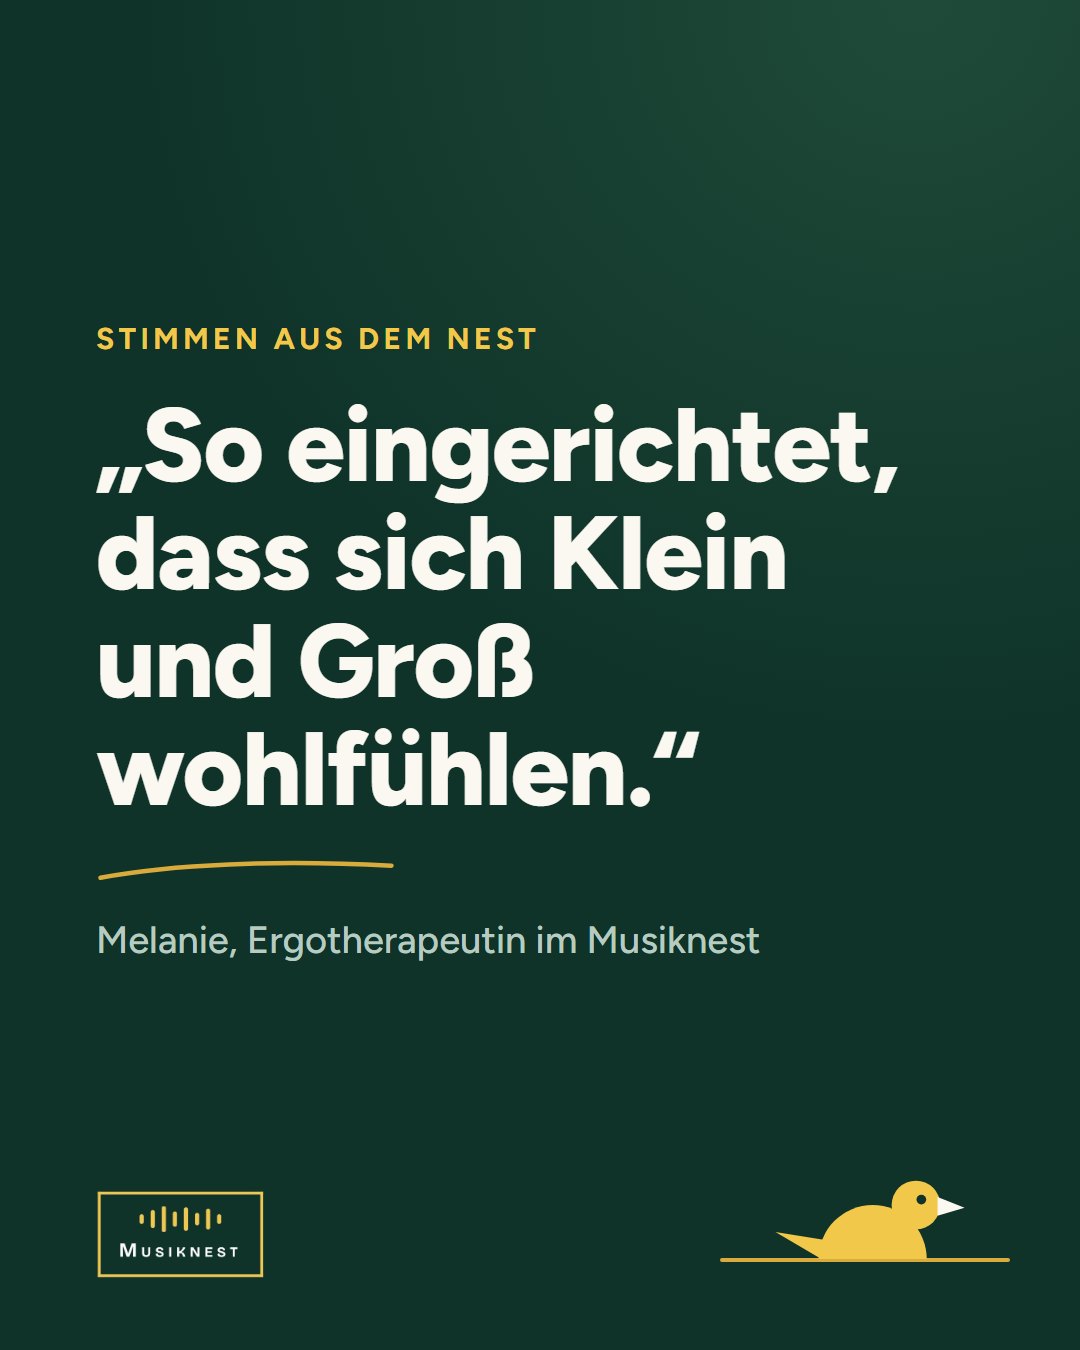 STIMMEN AUS DEM NEST
„So eingerichtet,
dass sich Klein
und Groß
wohlfühlen.“
Melanie, Ergotherapeutin im Musiknest
MUSIKNEST